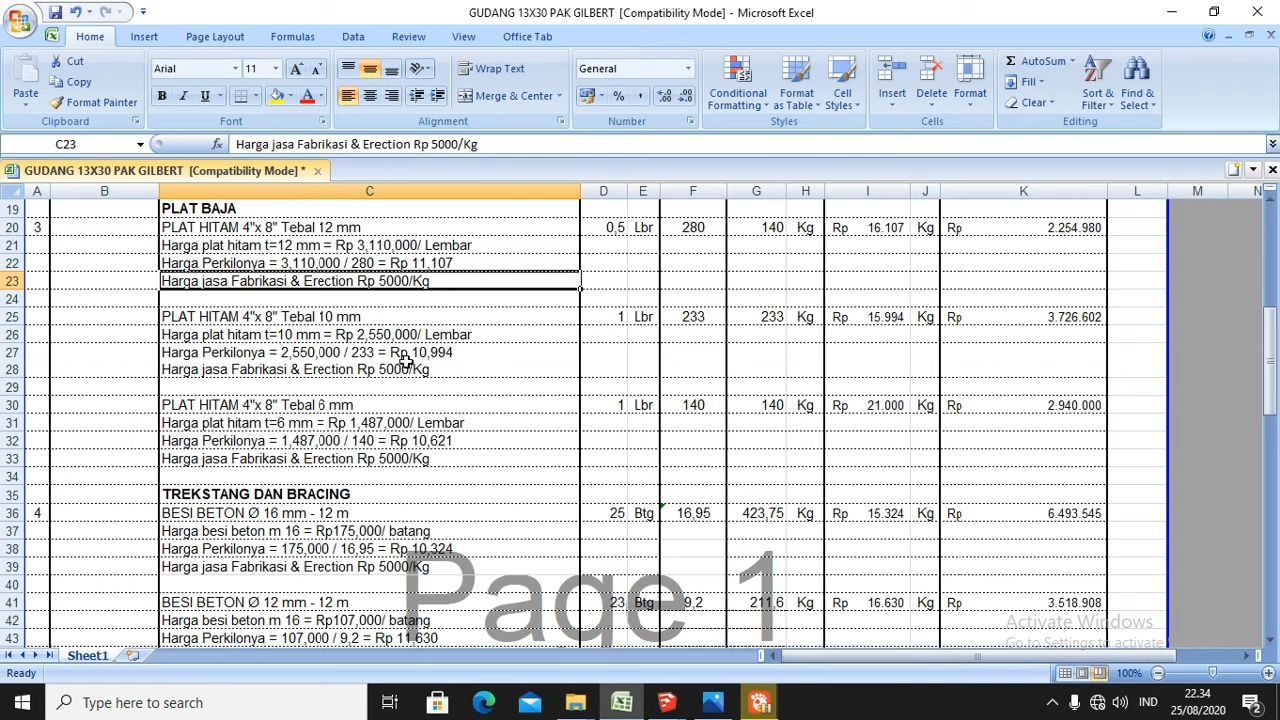 GUDANG 13X30 PAK GILBERT [Compatibility Mode] - Microsoft Excel
Home Insert Page Layout Formulas Data Review View Office Tab
Paste Cut Copy Format Painter
Clipboard
Arial 11
B I U
Font
Wrap Text
Merge & Center
Alignment
General
Number
Conditional Formatting Format as Table Cell Styles
Styles
Insert Delete Format
Cells
AutoSum Fill Clear Sort & Filter Find & Select
Editing
C23 fx Harga jasa Fabrikasi & Erection Rp 5000/Kg
GUDANG 13X30 PAK GILBERT [Compatibility Mode] *
A B C D E F G H I J K L M N
19 PLAT BAJA
20 3 PLAT HITAM 4"x 8" Tebal 12 mm 0,5 Lbr 280 140 Kg Rp 16.107 Kg Rp 2.254.980
21 Harga plat hitam t=12 mm = Rp 3,110,000/ Lembar
22 Harga Perkilonya = 3,110,000 / 280 = Rp 11,107
23 Harga jasa Fabrikasi & Erection Rp 5000/Kg
24
25 PLAT HITAM 4"x 8" Tebal 10 mm 1 Lbr 233 233 Kg Rp 15.994 Kg Rp 3.726.602
26 Harga plat hitam t=10 mm = Rp 2,550,000/ Lembar
27 Harga Perkilonya = 2,550,000 / 233 = Rp 10,994
28 Harga jasa Fabrikasi & Erection Rp 5000/Kg
29
30 PLAT HITAM 4"x 8" Tebal 6 mm 1 Lbr 140 140 Kg Rp 21.000 Kg Rp 2.940.000
31 Harga plat hitam t=6 mm = Rp 1,487,000/ Lembar
32 Harga Perkilonya = 1,487,000 / 140 = Rp 10,621
33 Harga jasa Fabrikasi & Erection Rp 5000/Kg
34
35 TREKSTANG DAN BRACING
36 4 BESI BETON Ø 16 mm - 12 m 25 Btg 16,95 423,75 Kg Rp 15.324 Kg Rp 6.493.545
37 Harga besi beton m 16 = Rp175,000/ batang
38 Harga Perkilonya = 175,000 / 16,95 = Rp 10,324
39 Harga jasa Fabrikasi & Erection Rp 5000/Kg
40
41 BESI BETON Ø 12 mm - 12 m 23 Btg 9,2 211,6 Kg Rp 16.630 Kg Rp 3.518.908
42 Harga besi beton m 16 = Rp107,000/ batang
43 Harga Perkilonya = 107,000 / 9,2 = Rp 11.630
Page 1
Activate Windows
Go to Settings to activate Windows
Sheet1
Ready 100%
Type here to search
IND
22.34
25/08/2020
2